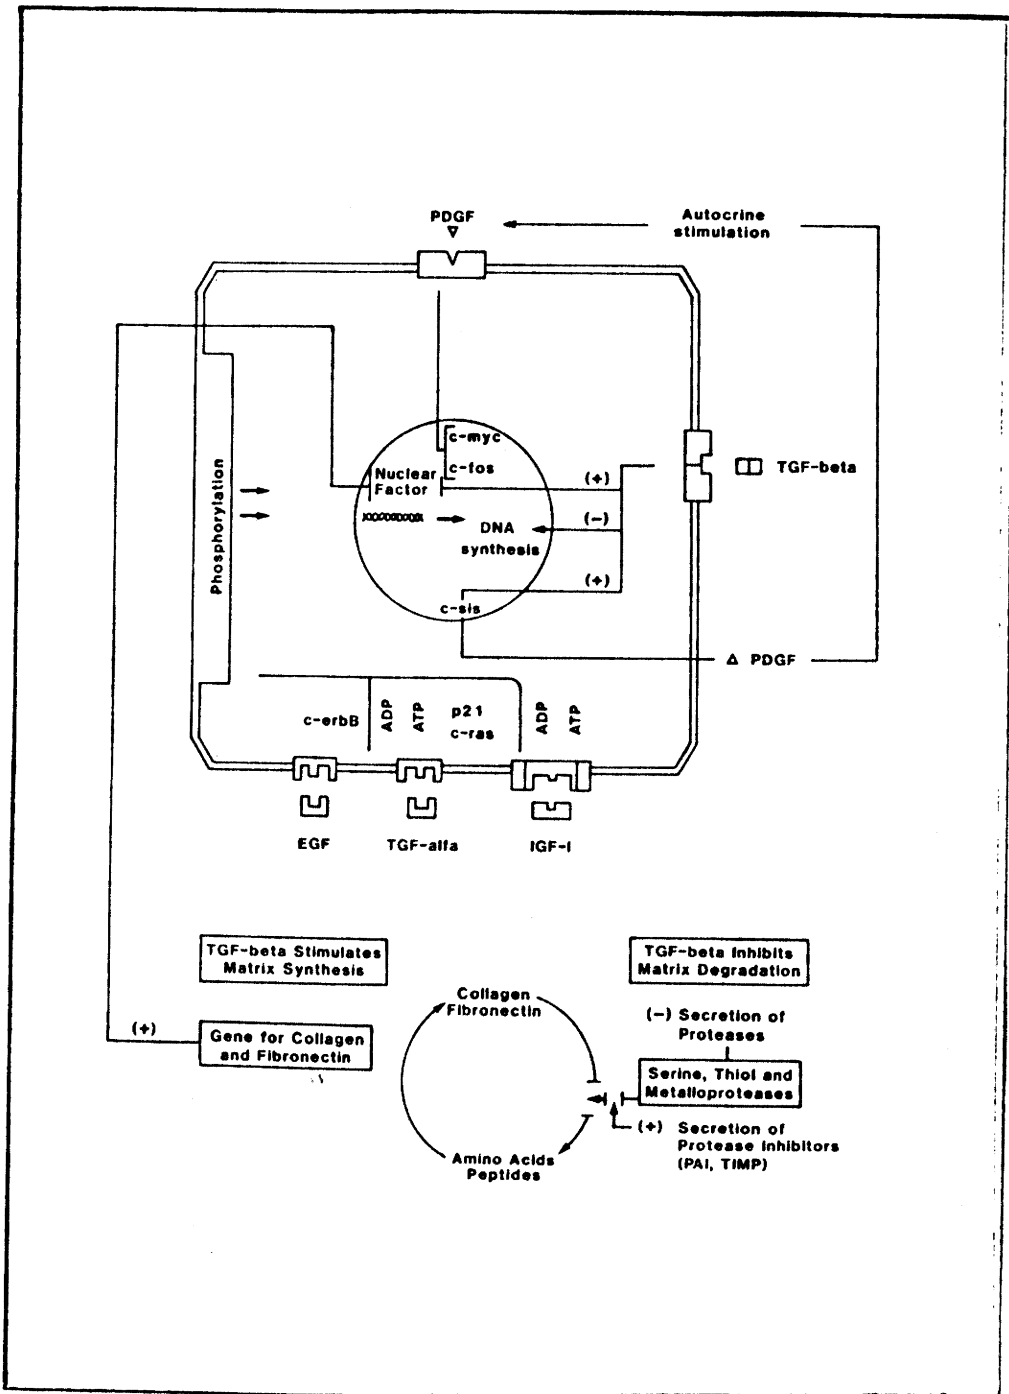 PDGF
Autocrine
stimulation
c-myc
c-fos
Nuclear
Factor
(+)
TGF-beta
Phosphorylation
DNA
synthesis
(-)
(+)
c-sis
PDGF
c-erbB
ADP
ATP
p21
c-ras
ADP
ATP
EGF
TGF-alfa
IGF-I
TGF-beta Stimulates
Matrix Synthesis
TGF-beta Inhibits
Matrix Degradation
Collagen
Fibronectin
(-) Secretion of
Proteases
(+)
Gene for Collagen
and Fibronectin
Serine, Thiol and
Metalloproteases
(+) Secretion of
Protease Inhibitors
(PAI, TIMP)
Amino Acids
Peptides